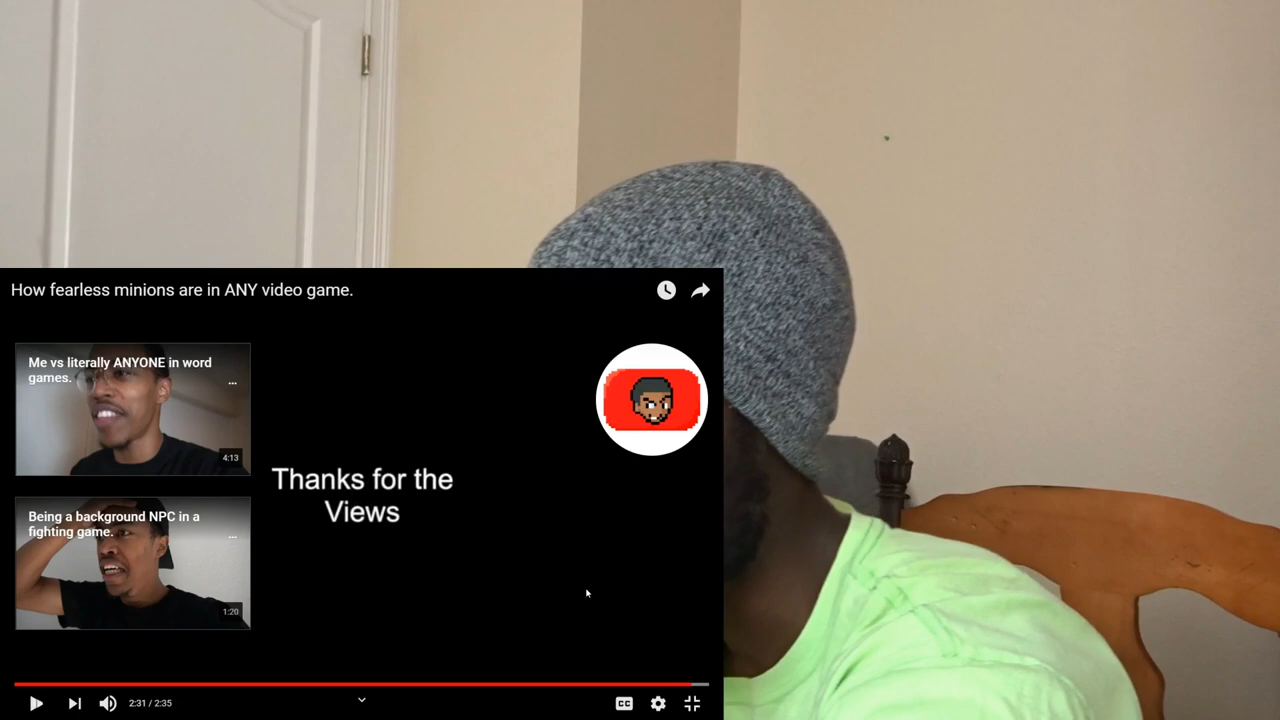 How fearless minions are in ANY video game.
Me vs literally ANYONE in word
games.
4:13
Thanks for the
Views
Being a background NPC in a
fighting game.
1:20
2:31 / 2:35
CC